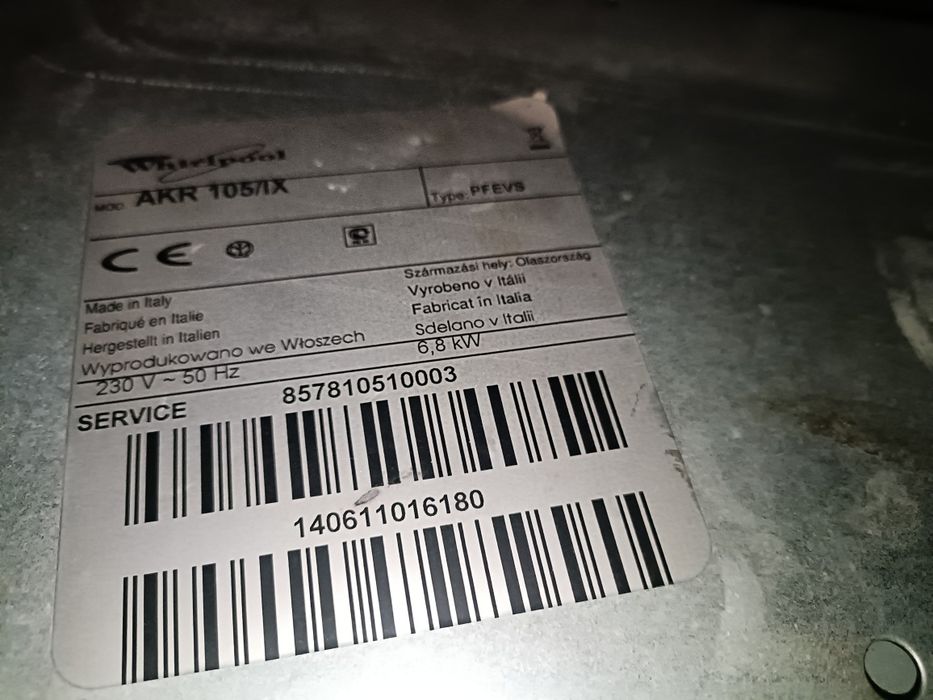 Whirlpool
MOD. AKR 105/IX
Type: PFEVS
CE
Made in Italy
Fabriqué en Italie
Hergestellt in Italien
Wyprodukowano we Włoszech
Származási hely: Olaszország
Vyrobeno v Itálii
Fabricat în Italia
Sdelano v Italii
230 V ~ 50 Hz
6,8 kW
SERVICE
857810510003
140611016180